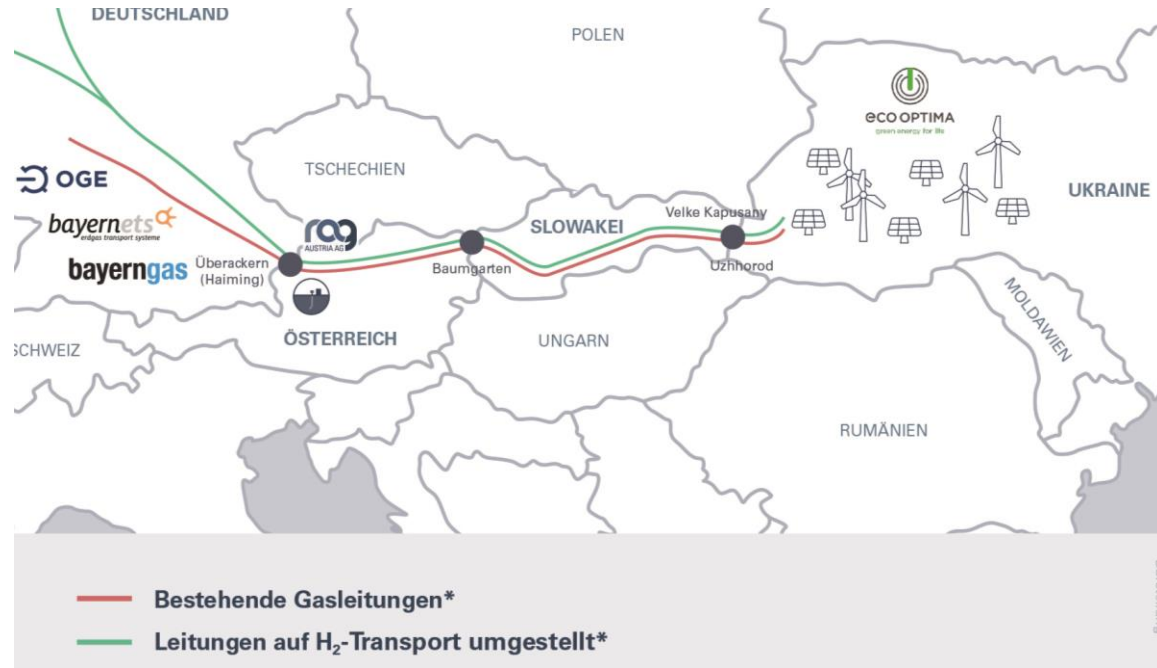 DEUTSCHLAND
POLEN
eco OPTIMA
green energy for life
TSCHECHIEN
OGE
UKRAINE
bayernets
erdgas transport systeme
rag
AUSTRIA AG
SLOWAKEI
Velke Kapusany
bayerngas
Überackern
(Haiming)
Baumgarten
Uzhhorod
ÖSTERREICH
UNGARN
MOLDAWIEN
SCHWEIZ
RUMÄNIEN
Bestehende Gasleitungen*
Leitungen auf H₂-Transport umgestellt*